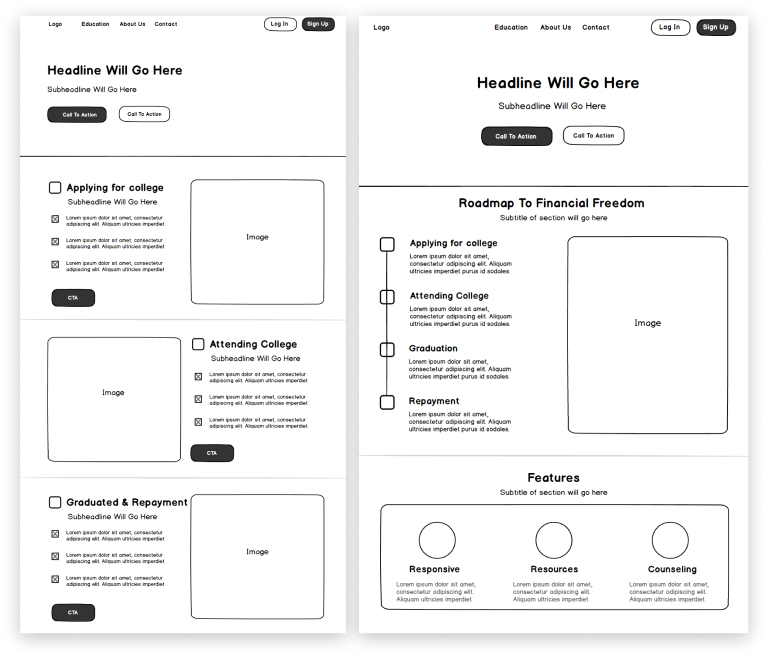 Logo
Education
About Us
Contact
Log In
Sign Up
Headline Will Go Here
Subheadline Will Go Here
Call To Action
Call To Action
Applying for college
Subheadline Will Go Here
Lorem ipsum dolor sit amet, consectetur
adipiscing elit. Aliquam ultricies imperdiet
Lorem ipsum dolor sit amet, consectetur
adipiscing elit. Aliquam ultricies imperdiet
Lorem ipsum dolor sit amet, consectetur
adipiscing elit. Aliquam ultricies imperdiet
CTA
Image
Image
Attending College
Subheadline Will Go Here
Lorem ipsum dolor sit amet, consectetur
adipiscing elit. Aliquam ultricies imperdiet
Lorem ipsum dolor sit amet, consectetur
adipiscing elit. Aliquam ultricies imperdiet
Lorem ipsum dolor sit amet, consectetur
adipiscing elit. Aliquam ultricies imperdiet
CTA
Graduated & Repayment
Subheadline Will Go Here
Lorem ipsum dolor sit amet, consectetur
adipiscing elit. Aliquam ultricies imperdiet
Lorem ipsum dolor sit amet, consectetur
adipiscing elit. Aliquam ultricies imperdiet
Lorem ipsum dolor sit amet, consectetur
adipiscing elit. Aliquam ultricies imperdiet
CTA
Image
Logo
Education
About Us
Contact
Log In
Sign Up
Headline Will Go Here
Subheadline Will Go Here
Call To Action
Call To Action
Roadmap To Financial Freedom
Subtitle of section will go here
Applying for college
Lorem ipsum dolor sit amet,
consectetur adipiscing elit. Aliquam
ultricies imperdiet purus id sodales.
Attending College
Lorem ipsum dolor sit amet,
consectetur adipiscing elit. Aliquam
ultricies imperdiet purus id sodales.
Graduation
Lorem ipsum dolor sit amet,
consectetur adipiscing elit. Aliquam
ultricies imperdiet purus id sodales.
Repayment
Lorem ipsum dolor sit amet,
consectetur adipiscing elit. Aliquam
ultricies imperdiet purus id sodales.
Image
Features
Subtitle of section will go here
Responsive
Lorem ipsum dolor sit amet,
consectetur adipiscing elit.
Aliquam ultricies imperdiet
Resources
Lorem ipsum dolor sit amet,
consectetur adipiscing elit.
Aliquam ultricies imperdiet
Counseling
Lorem ipsum dolor sit amet,
consectetur adipiscing elit.
Aliquam ultricies imperdiet